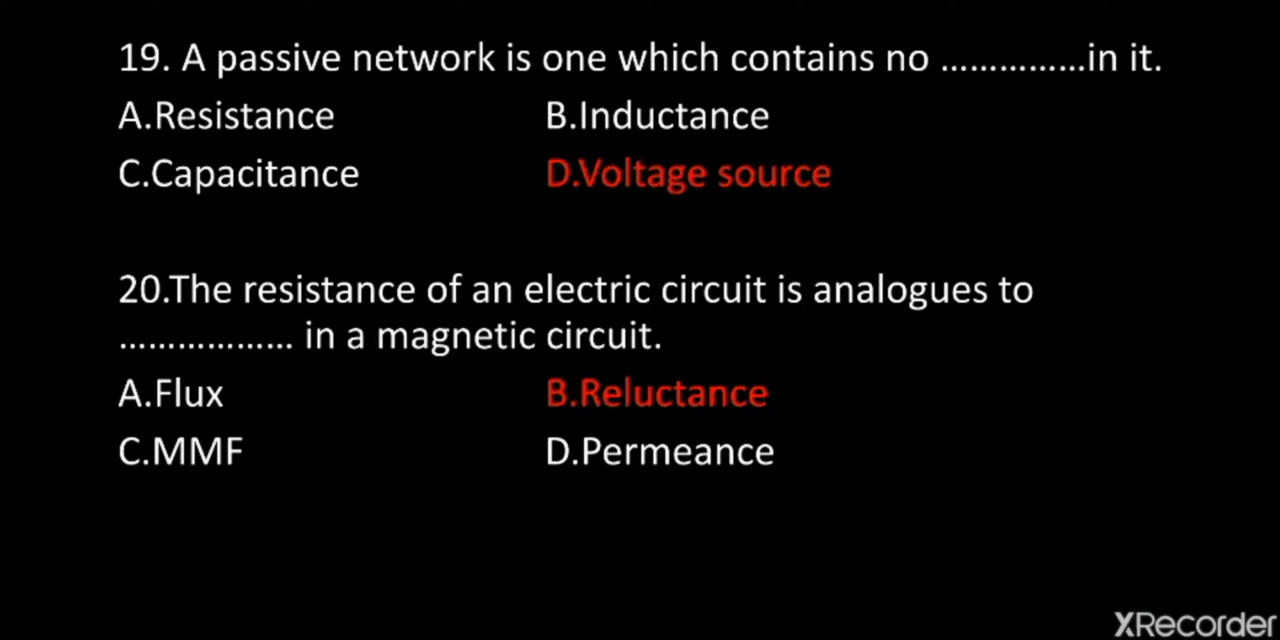 19. A passive network is one which contains no ...............in it.
A.Resistance B.Inductance
C.Capacitance D.Voltage source
20.The resistance of an electric circuit is analogues to
.................. in a magnetic circuit.
A.Flux B.Reluctance
C.MMF D.Permeance
XRecorder